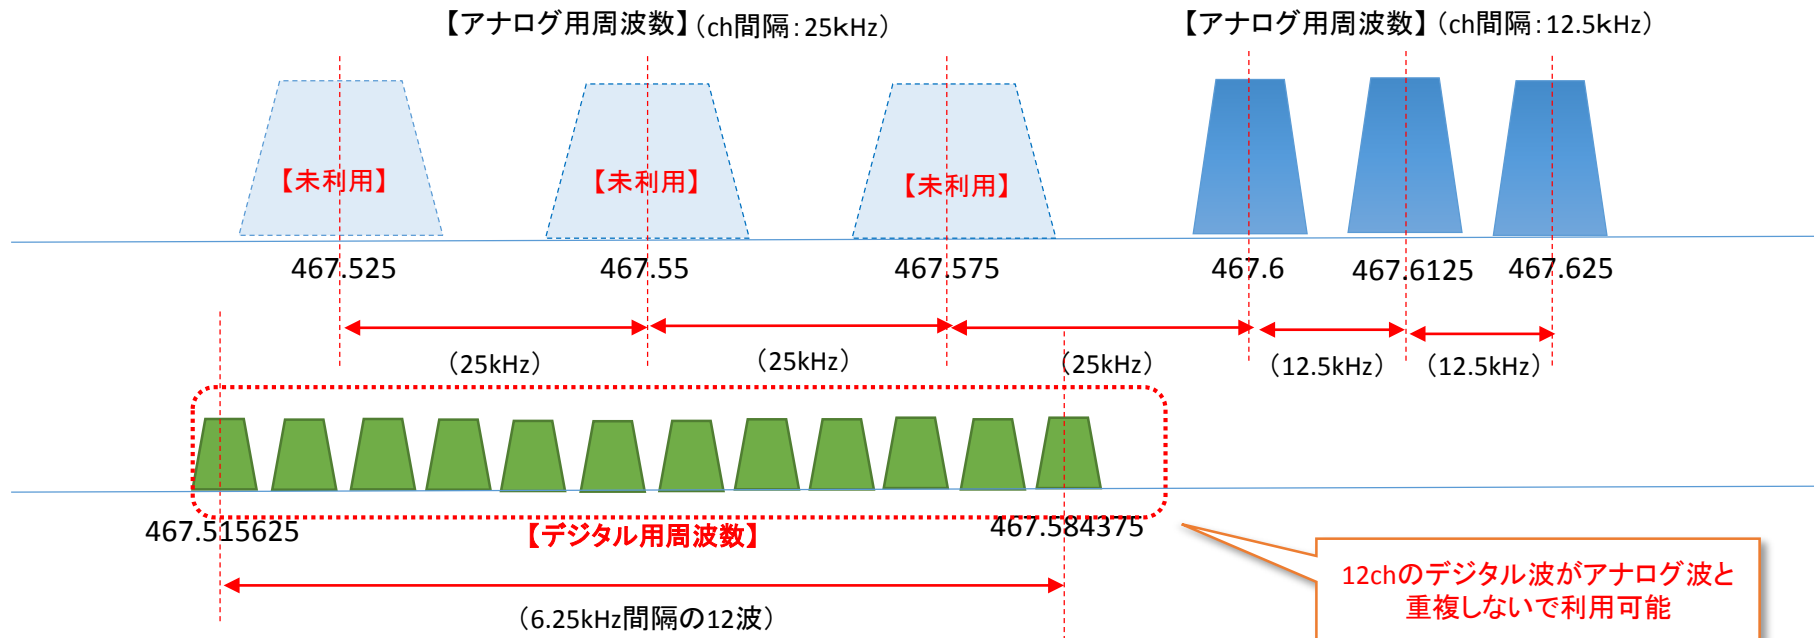 【アナログ用周波数】（ch間隔：25kHz）
【アナログ用周波数】（ch間隔：12.5kHz）
【未利用】
【未利用】
【未利用】
467.525
467.55
467.575
467.6
467.6125
467.625
（25kHz）
（25kHz）
（25kHz）
（12.5kHz）
（12.5kHz）
467.515625
【デジタル用周波数】
467.584375
（6.25kHz間隔の12波）
12chのデジタル波がアナログ波と
重複しないで利用可能